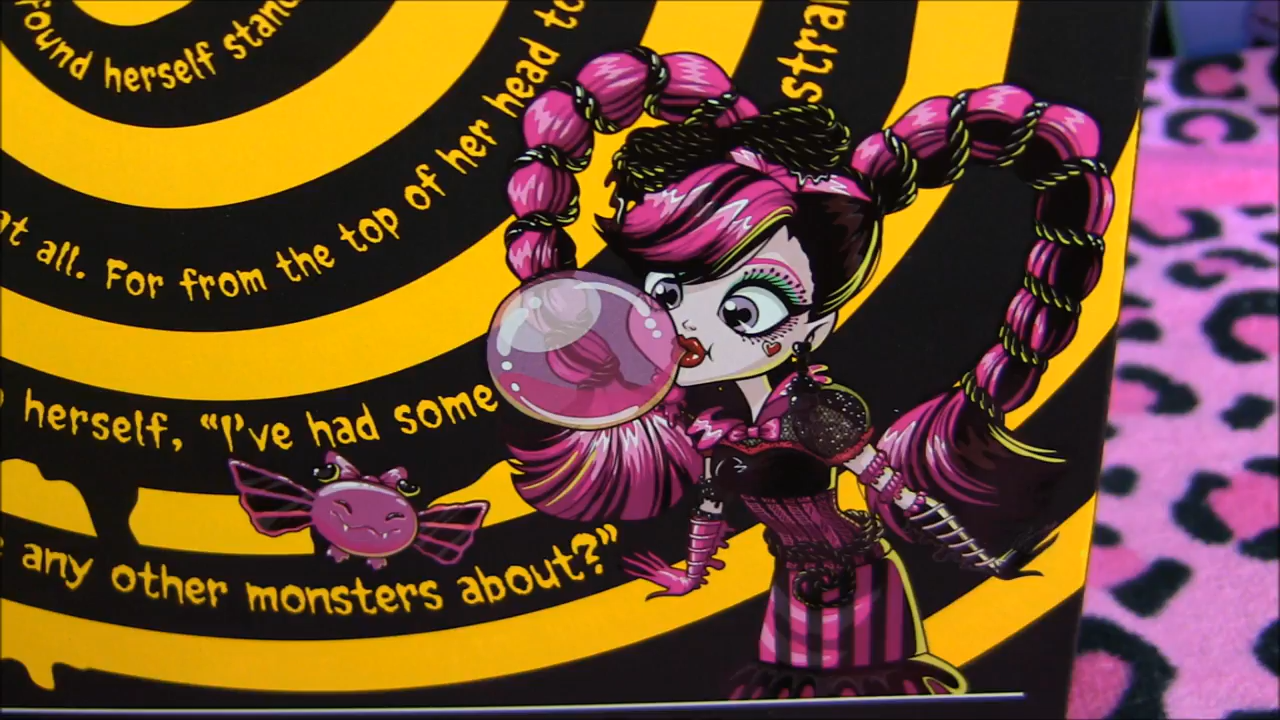 found herself stand
at all. For from the top of her head to
stra
herself, “I've had some
any other monsters about?”